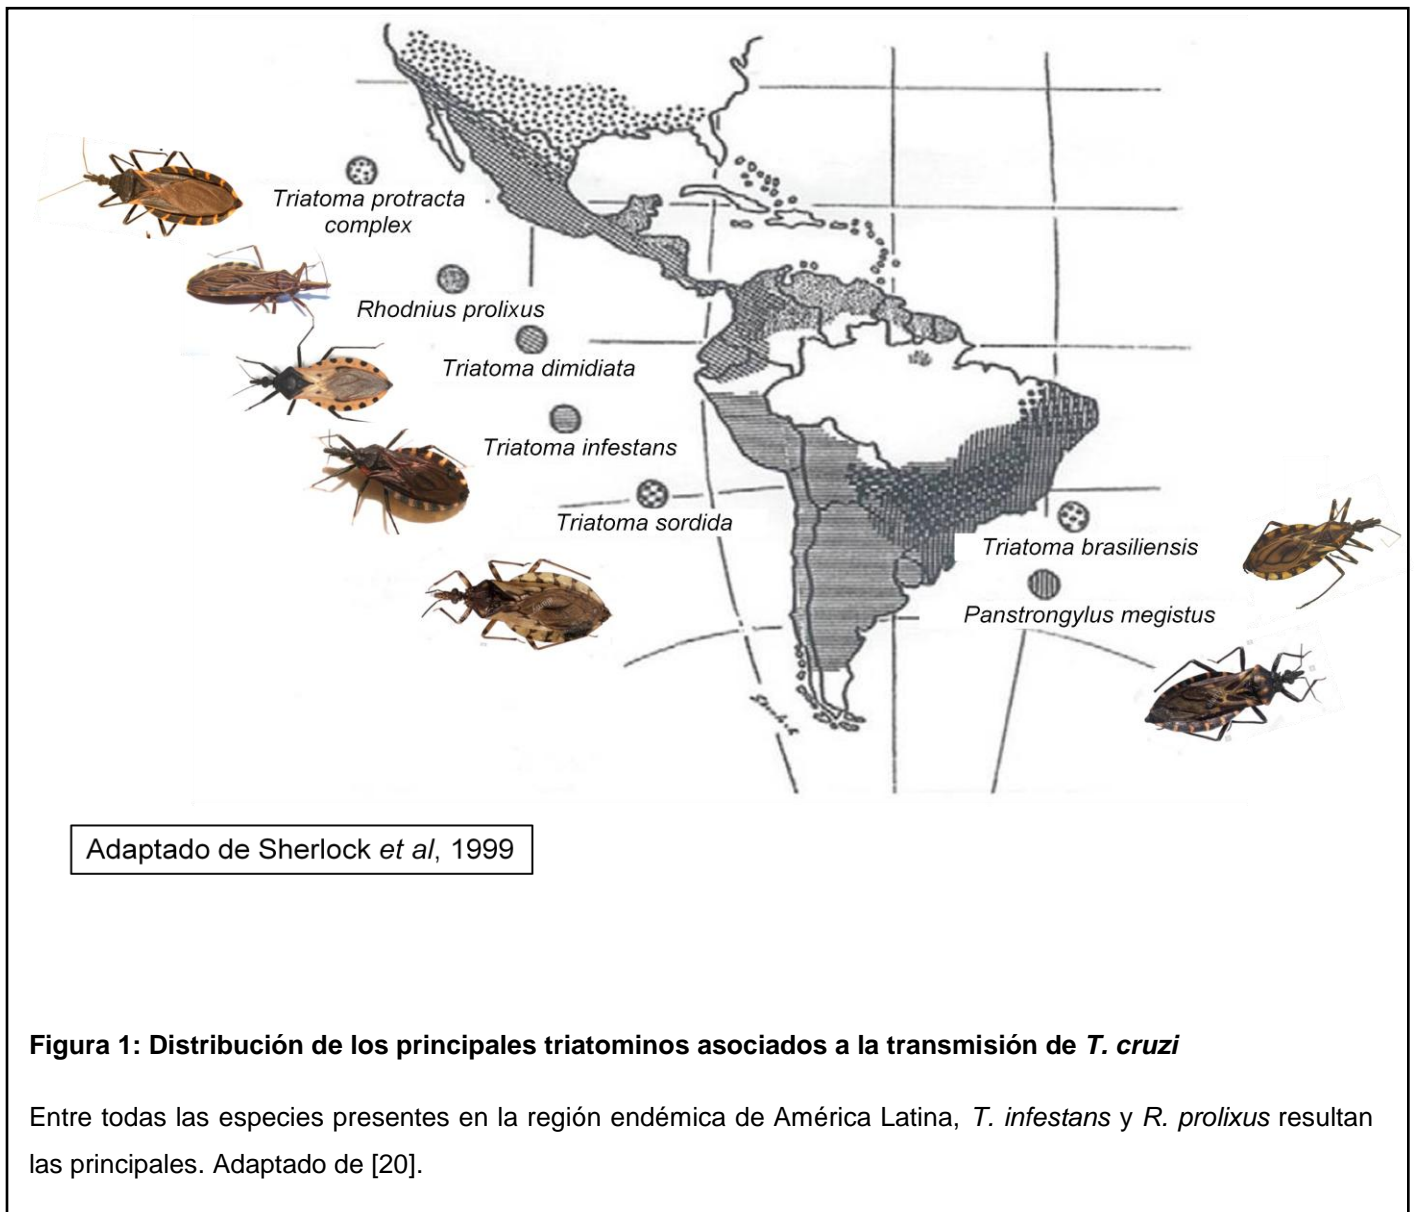 Triatoma protracta
complex
Rhodnius prolixus
Triatoma dimidiata
Triatoma infestans
Triatoma sordida
Triatoma brasiliensis
Panstrongylus megistus
Adaptado de Sherlock et al, 1999
Figura 1: Distribución de los principales triatominos asociados a la transmisión de T. cruzi
Entre todas las especies presentes en la región endémica de América Latina, T. infestans y R. prolixus resultan
las principales. Adaptado de [20].